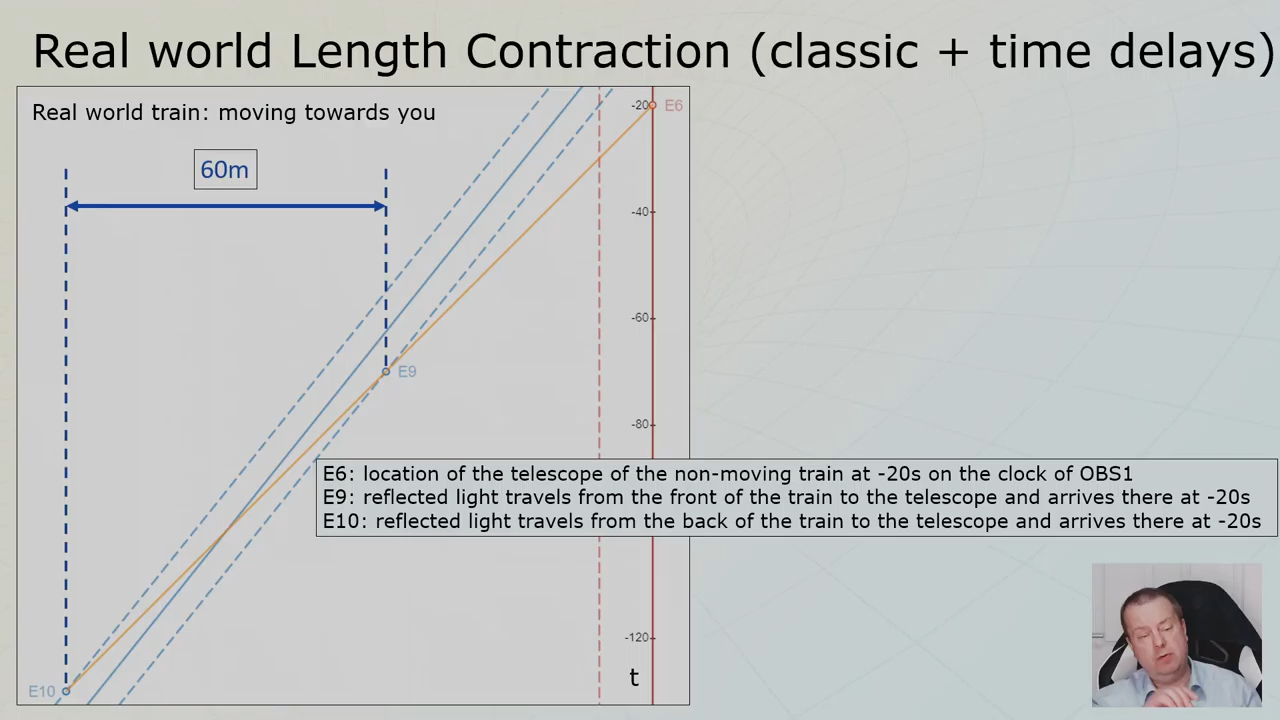 Real world Length Contraction (classic + time delays)
Real world train: moving towards you
60m
-20
E6
-40
-60
E9
-80
E6: location of the telescope of the non-moving train at -20s on the clock of OBS1
E9: reflected light travels from the front of the train to the telescope and arrives there at -20s
E10: reflected light travels from the back of the train to the telescope and arrives there at -20s
-120
t
E10